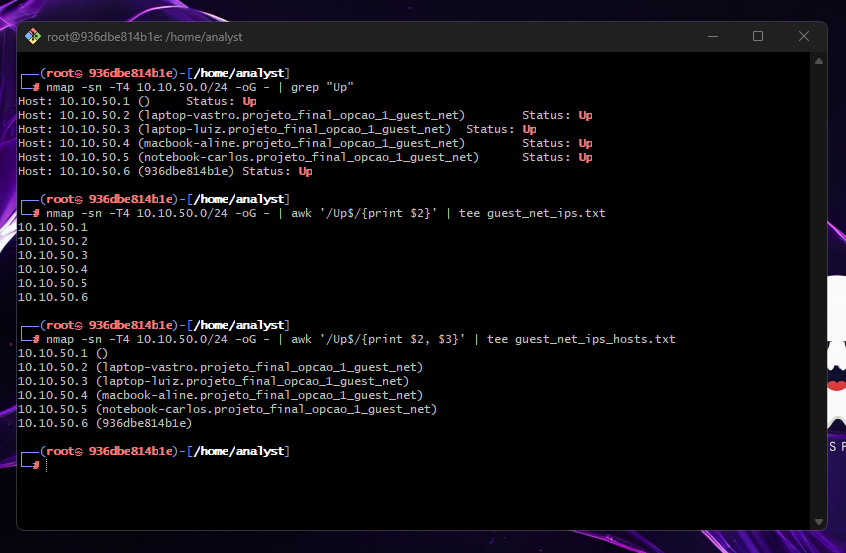 root@936dbe814b1e: /home/analyst
┌──(root㉿ 936dbe814b1e)-[/home/analyst]
└─# nmap -sn -T4 10.10.50.0/24 -oG - | grep "Up"
Host: 10.10.50.1 ()     Status: Up
Host: 10.10.50.2 (laptop-vastro.projeto_final_opcao_1_guest_net)        Status: Up
Host: 10.10.50.3 (laptop-luiz.projeto_final_opcao_1_guest_net)  Status: Up
Host: 10.10.50.4 (macbook-aline.projeto_final_opcao_1_guest_net)        Status: Up
Host: 10.10.50.5 (notebook-carlos.projeto_final_opcao_1_guest_net)      Status: Up
Host: 10.10.50.6 (936dbe814b1e) Status: Up
┌──(root㉿ 936dbe814b1e)-[/home/analyst]
└─# nmap -sn -T4 10.10.50.0/24 -oG - | awk '/Up$/{print $2}' | tee guest_net_ips.txt
10.10.50.1
10.10.50.2
10.10.50.3
10.10.50.4
10.10.50.5
10.10.50.6
┌──(root㉿ 936dbe814b1e)-[/home/analyst]
└─# nmap -sn -T4 10.10.50.0/24 -oG - | awk '/Up$/{print $2, $3}' | tee guest_net_ips_hosts.txt
10.10.50.1 ()
10.10.50.2 (laptop-vastro.projeto_final_opcao_1_guest_net)
10.10.50.3 (laptop-luiz.projeto_final_opcao_1_guest_net)
10.10.50.4 (macbook-aline.projeto_final_opcao_1_guest_net)
10.10.50.5 (notebook-carlos.projeto_final_opcao_1_guest_net)
10.10.50.6 (936dbe814b1e)
┌──(root㉿ 936dbe814b1e)-[/home/analyst]
└─#